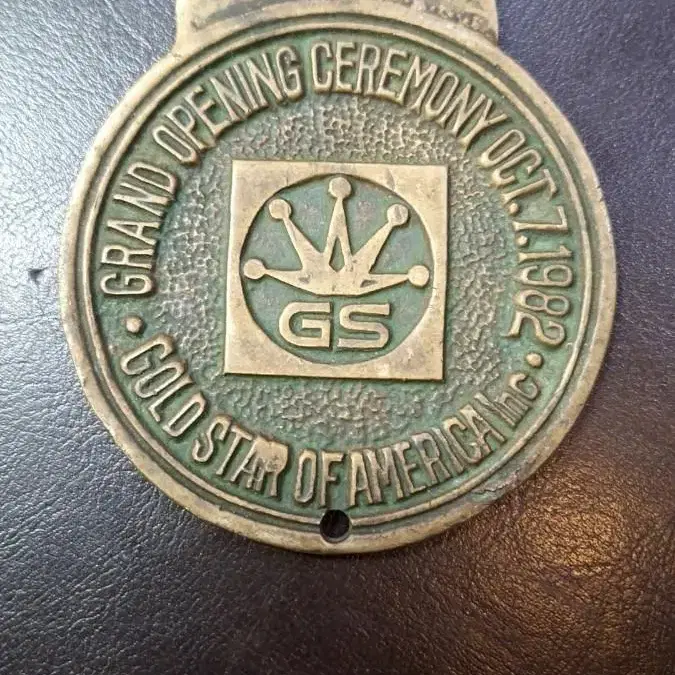 GRAND OPENING CEREMONY OCT.7.1982
GS
GOLD STAR OF AMERICA Inc